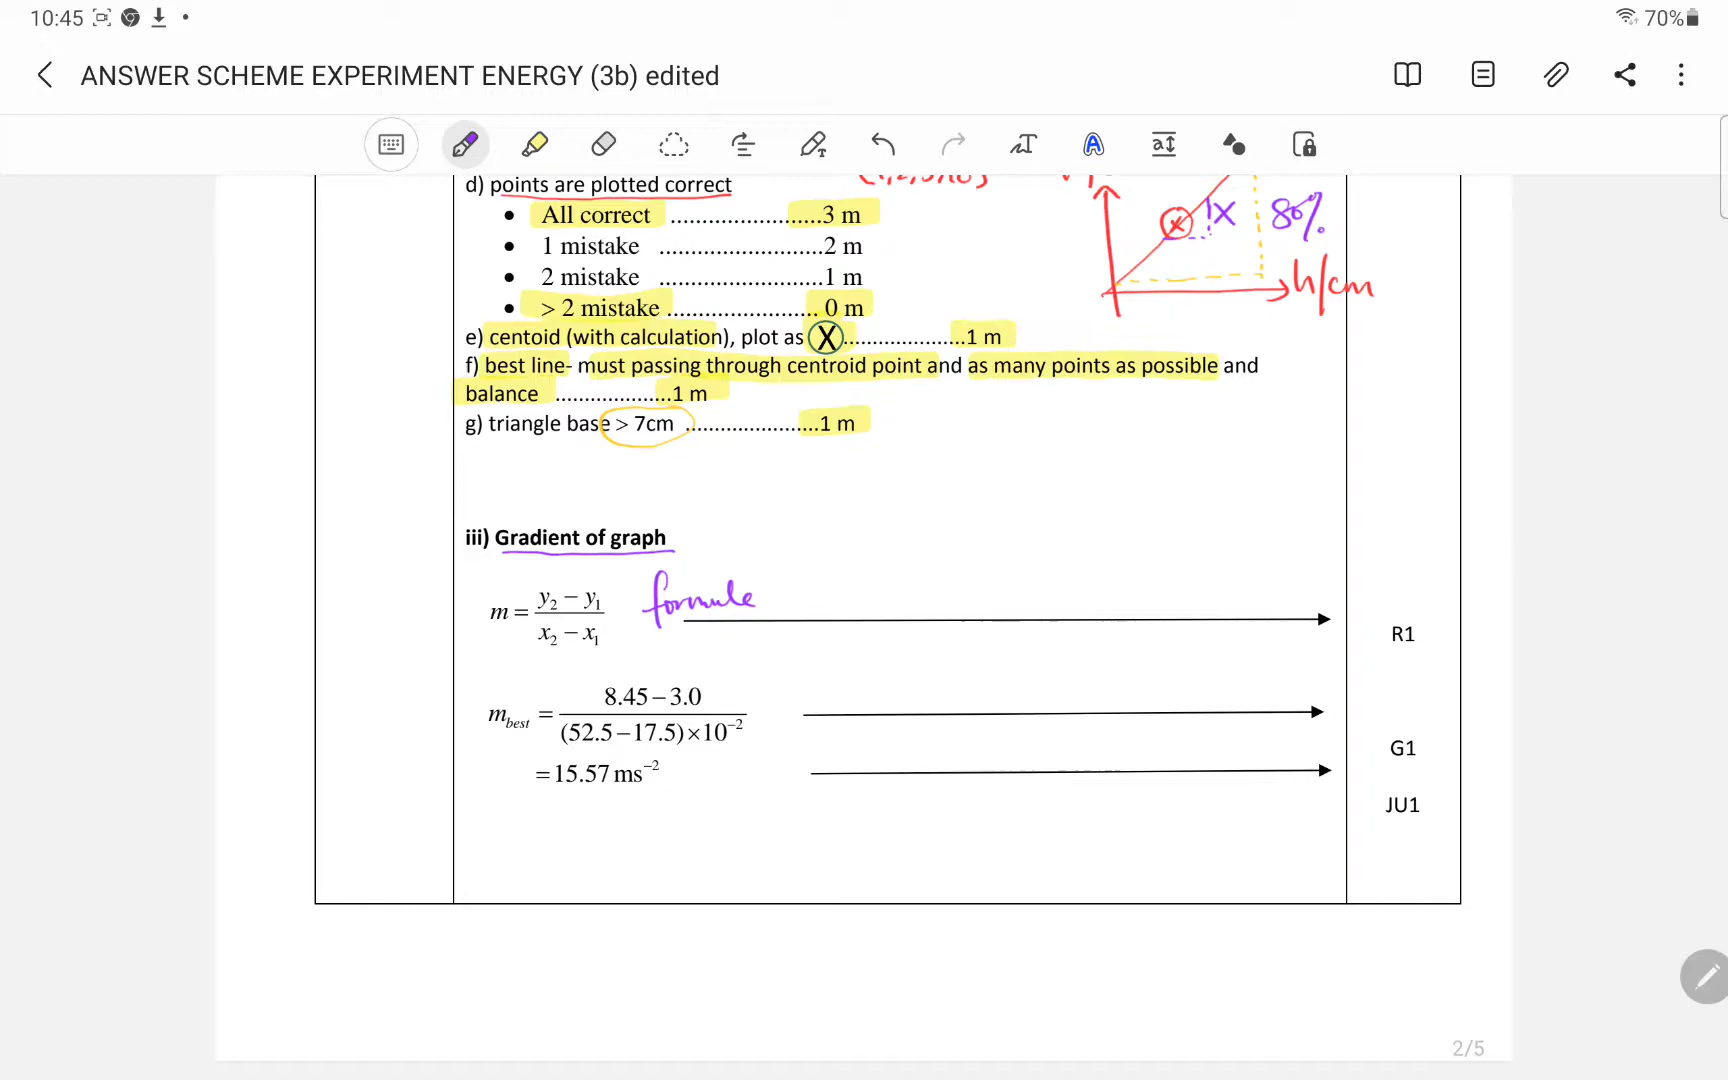 10:45 70%
ANSWER SCHEME EXPERIMENT ENERGY (3b) edited
d) points are plotted correct
• All correct .......................3 m
• 1 mistake .........................2 m
• 2 mistake .........................1 m
• > 2 mistake ....................... 0 m
X 80%
h/cm
e) centoid (with calculation), plot as X.....................1 m
f) best line- must passing through centroid point and as many points as possible and
balance ....................1 m
g) triangle base > 7cm .......................1 m
iii) Gradient of graph
m = (y₂ − y₁)/(x₂ − x₁) formule
R1
m_best = (8.45 − 3.0)/((52.5 − 17.5)×10⁻²)
G1
= 15.57 ms⁻²
JU1
2/5